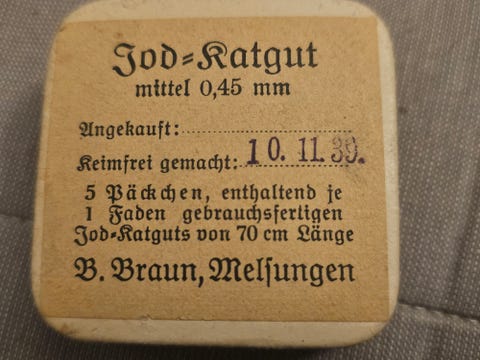 Jod-Katgut
mittel 0,45 mm
Angekauft:
Keimfrei gemacht: 10. 11. 39.
5 Päckchen, enthaltend je
1 Faden gebrauchsfertigen
Jod-Katguts von 70 cm Länge
B. Braun, Melsungen